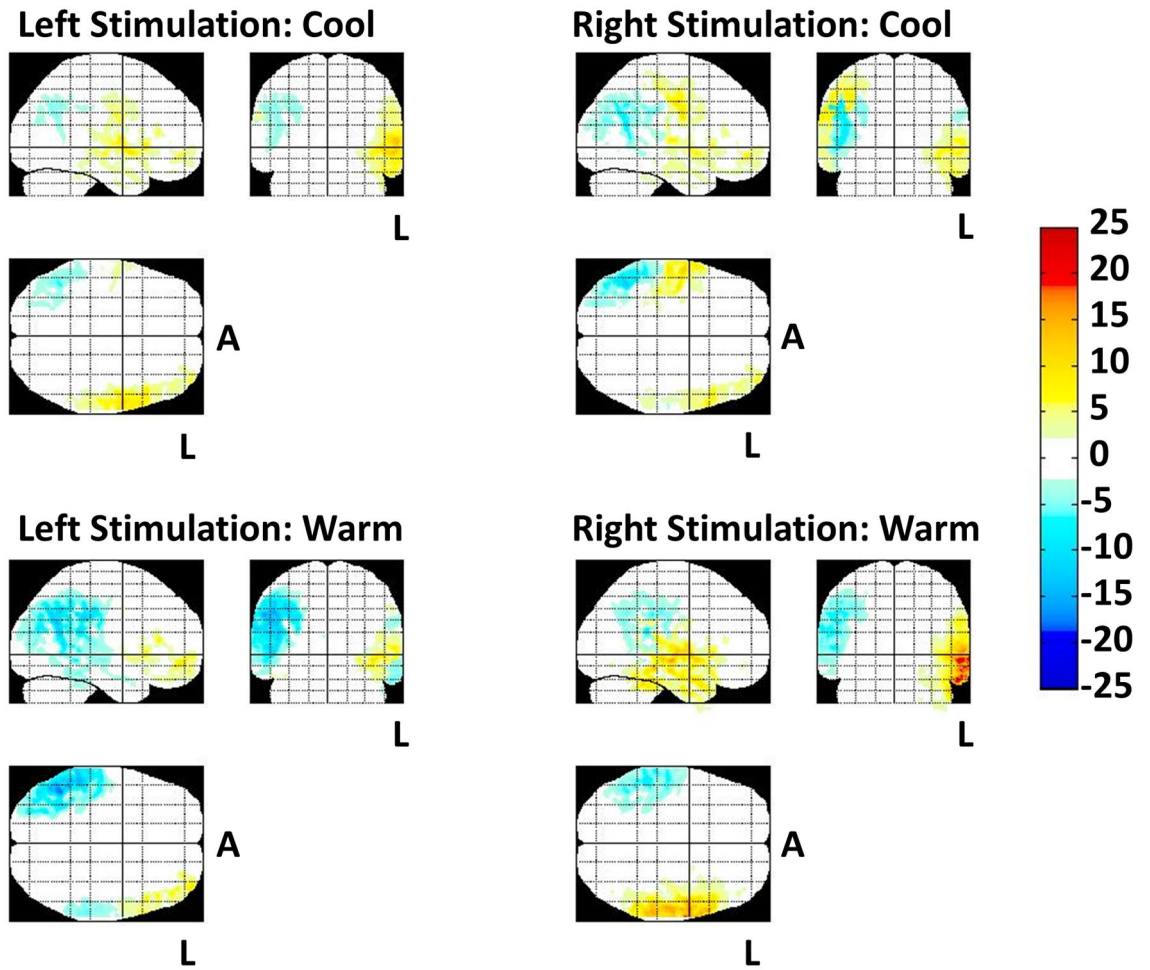 Left Stimulation: Cool
Right Stimulation: Cool
L
L
A
A
L
L
Left Stimulation: Warm
Right Stimulation: Warm
L
L
A
A
L
L
25
20
15
10
5
0
-5
-10
-15
-20
-25